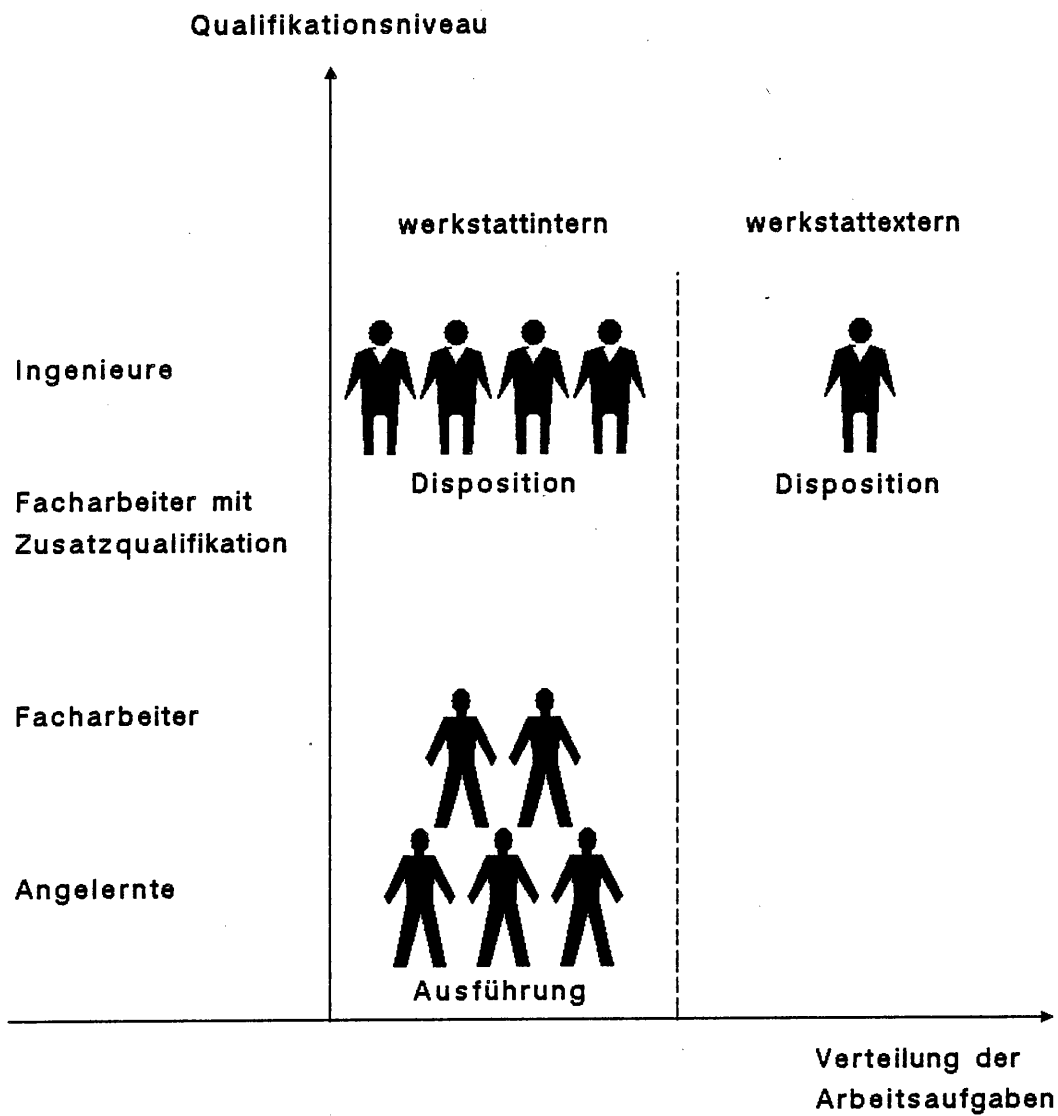 Qualifikationsniveau
werkstattintern
werkstattextern
Ingenieure
Disposition
Disposition
Facharbeiter mit
Zusatzqualifikation
Facharbeiter
Angelernte
Ausführung
Verteilung der
Arbeitsaufgaben